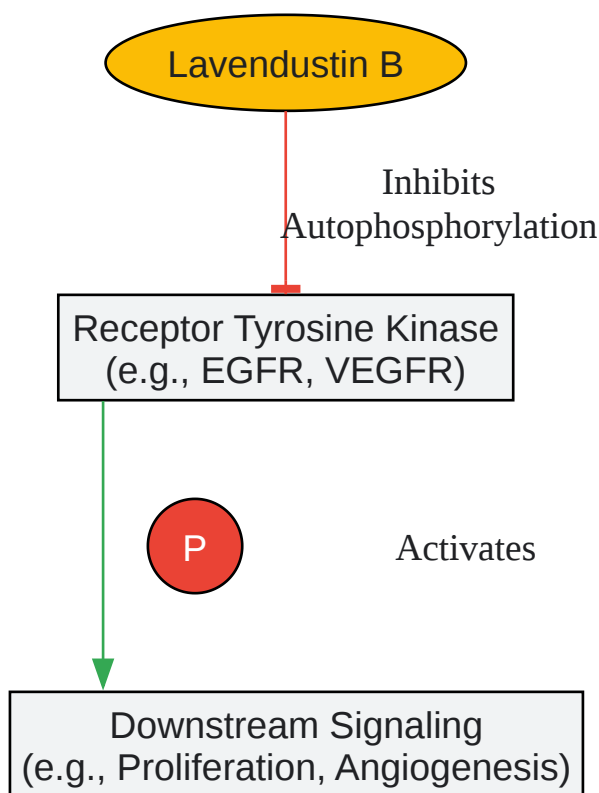 Lavendustin B
Inhibits
Autophosphorylation
Receptor Tyrosine Kinase
(e.g., EGFR, VEGFR)
P
Activates
Downstream Signaling
(e.g., Proliferation, Angiogenesis)